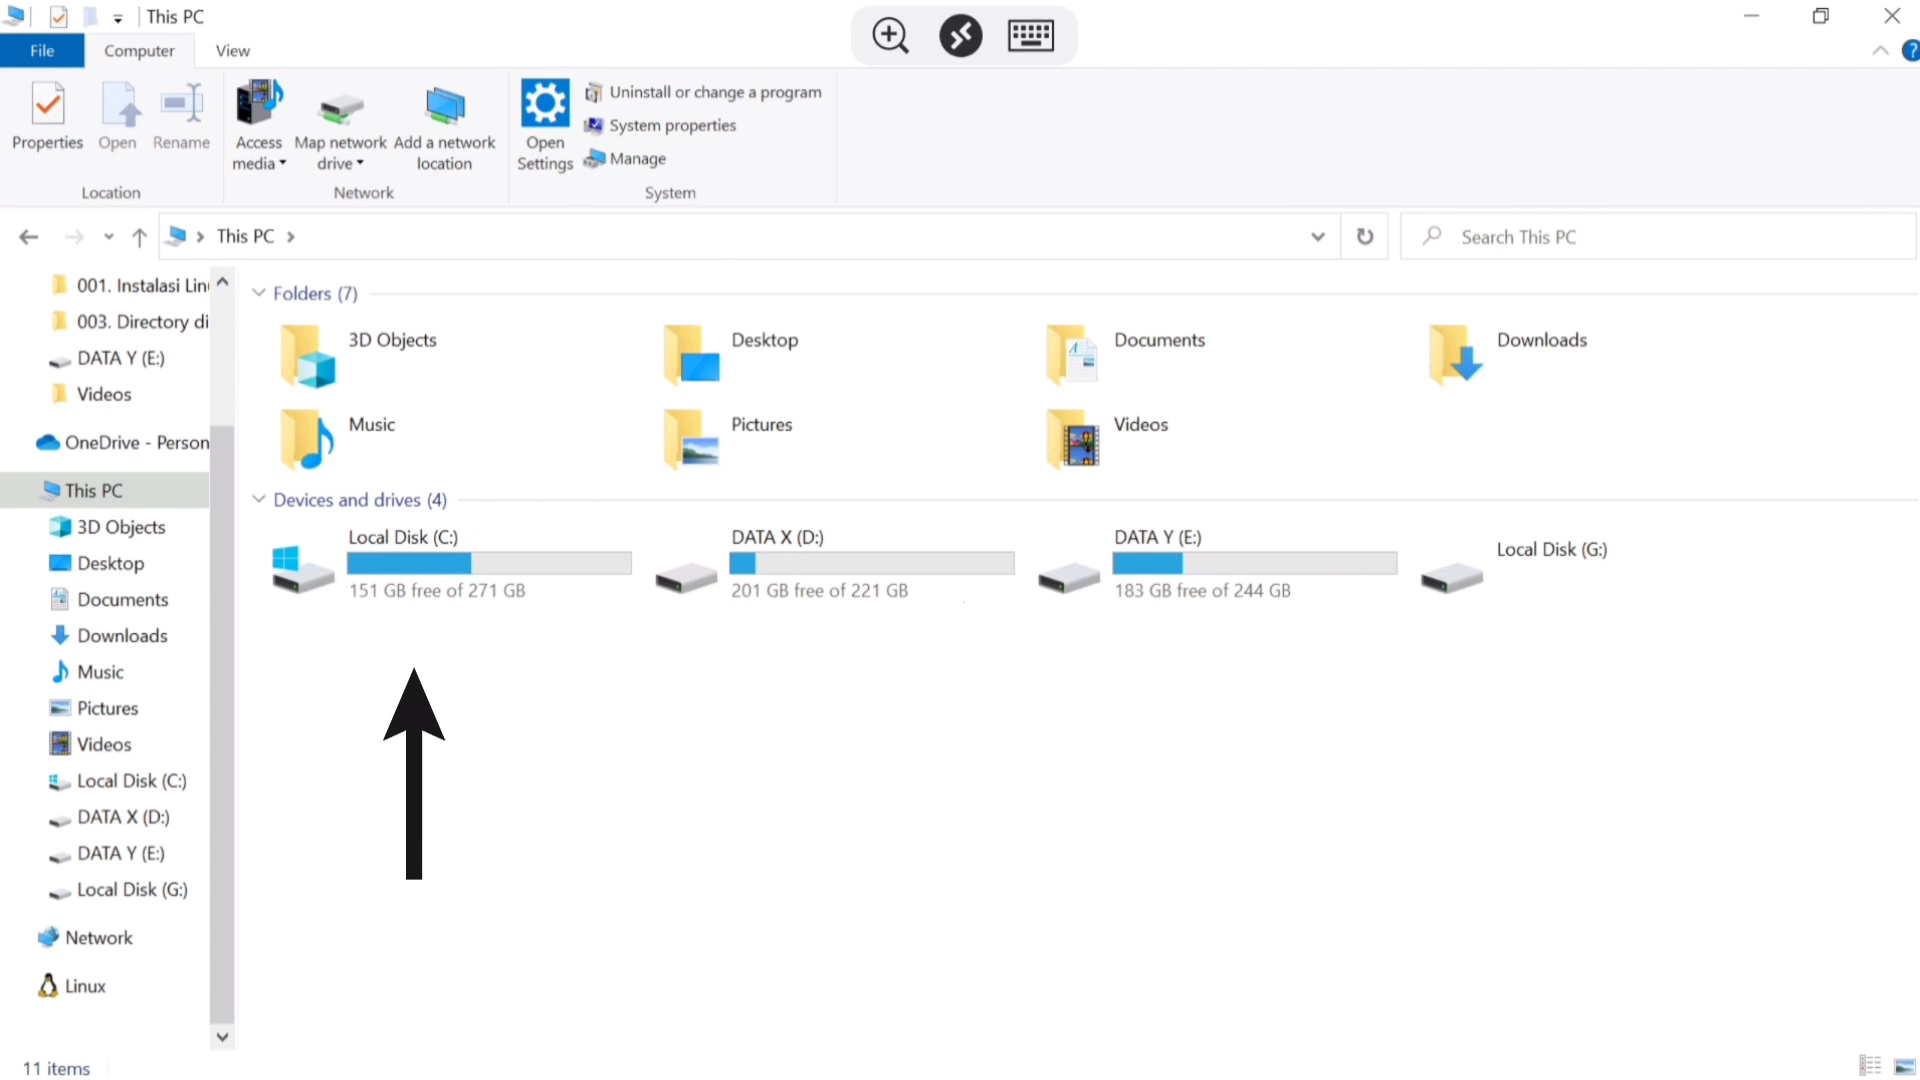 This PC
File
Computer
View
Properties
Open
Rename
Access
media
Map network
drive
Add a network
location
Open
Settings
Uninstall or change a program
System properties
Manage
Location
Network
System
This PC
Search This PC
001. Instalasi Lin
003. Directory di
DATA Y (E:)
Videos
OneDrive - Person
This PC
3D Objects
Desktop
Documents
Downloads
Music
Pictures
Videos
Local Disk (C:)
DATA X (D:)
DATA Y (E:)
Local Disk (G:)
Network
Linux
Folders (7)
3D Objects
Desktop
Documents
Downloads
Music
Pictures
Videos
Devices and drives (4)
Local Disk (C:)
151 GB free of 271 GB
DATA X (D:)
201 GB free of 221 GB
DATA Y (E:)
183 GB free of 244 GB
Local Disk (G:)
11 items